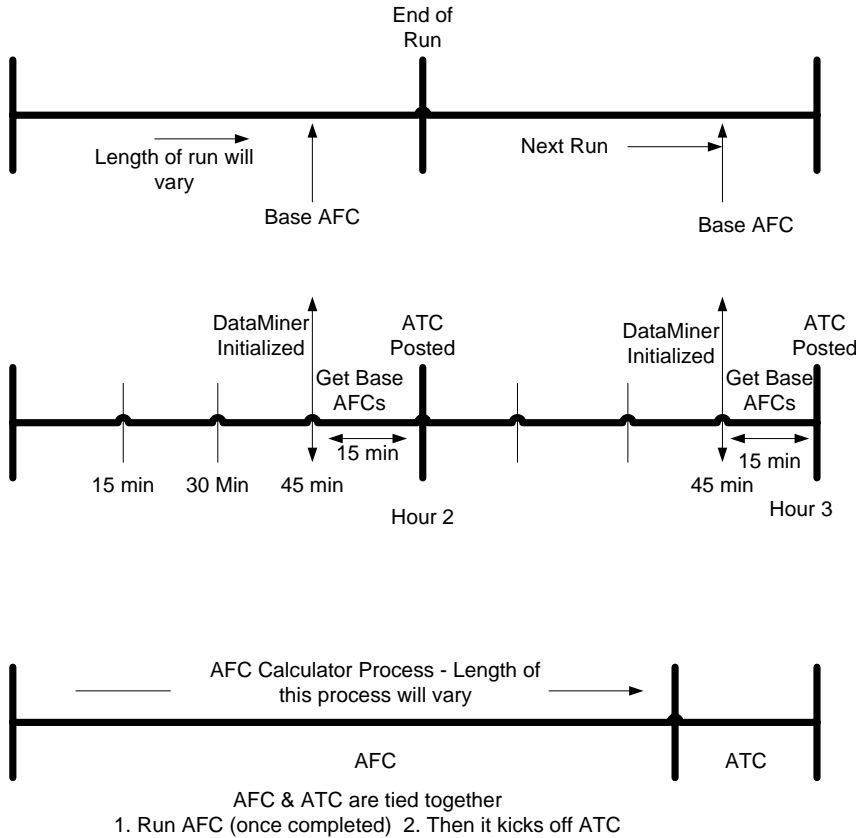 End of
Run
Length of run will
vary
Next Run
Base AFC
Base AFC
DataMiner
Initialized
ATC
Posted
DataMiner
Initialized
ATC
Posted
Get Base
AFCs
Get Base
AFCs
15 min
15 min
15 min
30 Min
45 min
45 min
Hour 2
Hour 3
AFC Calculator Process - Length of
this process will vary
AFC
ATC
AFC & ATC are tied together
1. Run AFC (once completed) 2. Then it kicks off ATC